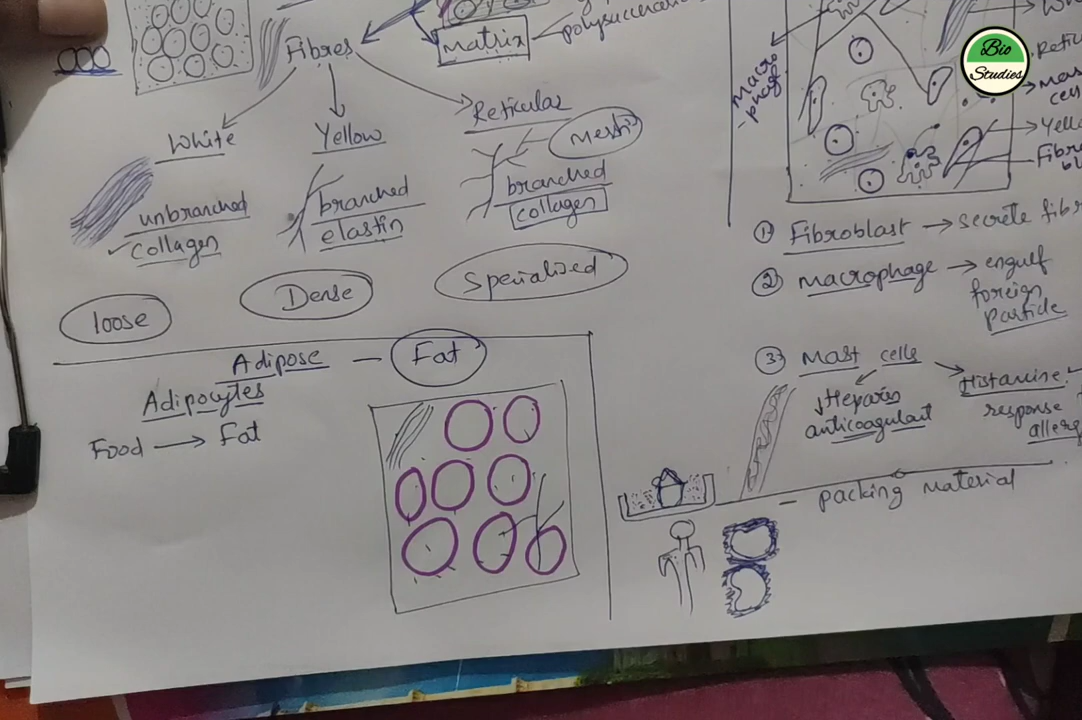 Fibres
Matrix
White
Yellow
Reticular
Mesh
unbranched
collagen
branched
elastin
branched
collagen
loose
Dense
Specialised
Adipose — Fat
Adipocytes
Food → Fat
Macro
-phage
Bio
Studies
① Fibroblast → secrete fibr
② Macrophage → engulf
foreign
particle
③ Mast cells
Heparin
anticoagulant
Histamine
response
— packing material